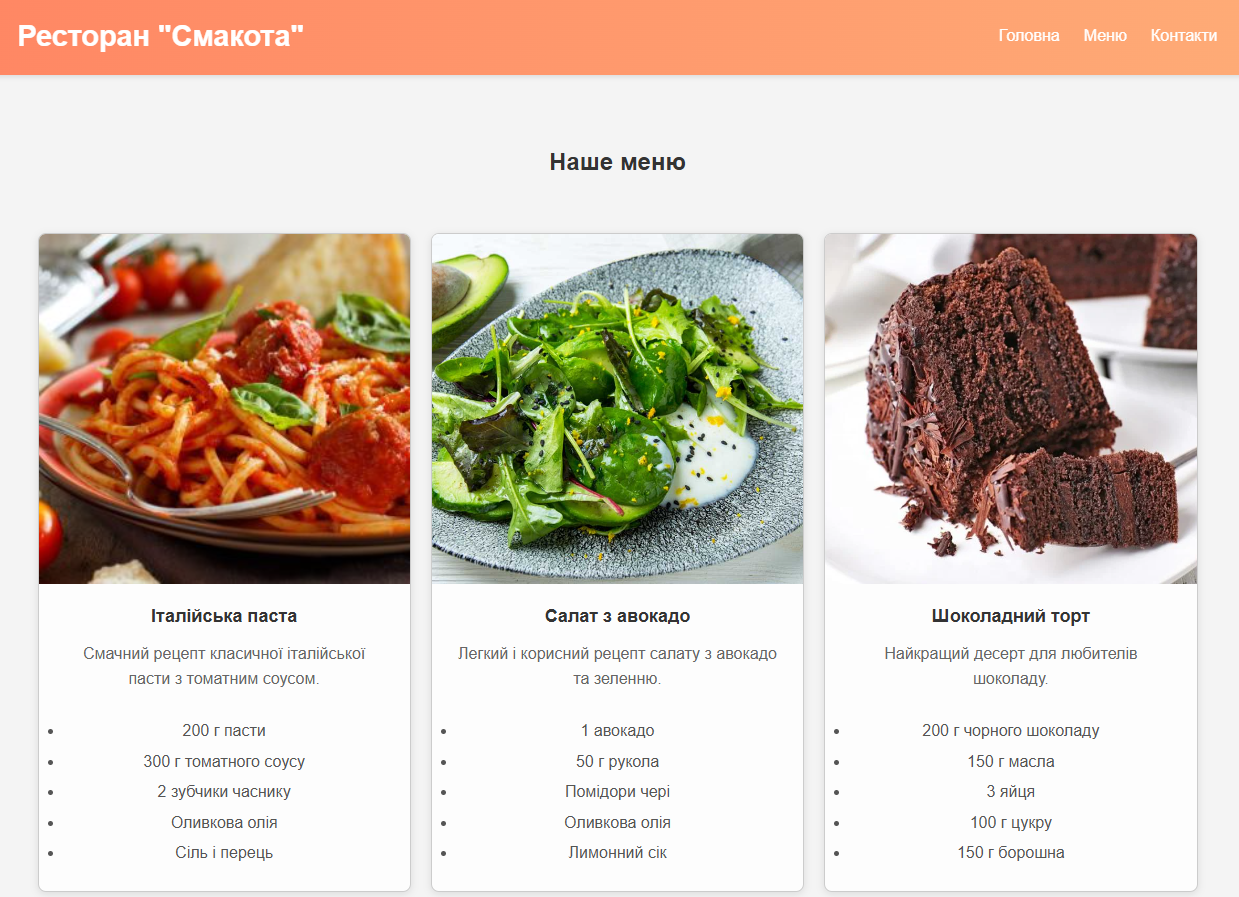 Ресторан "Смакота"
Головна Меню Контакти
Наше меню
Італійська паста
Смачний рецепт класичної італійської
пасти з томатним соусом.
200 г пасти
300 г томатного соусу
2 зубчики часнику
Оливкова олія
Сіль і перець
Салат з авокадо
Легкий і корисний рецепт салату з авокадо
та зеленню.
1 авокадо
50 г рукола
Помідори чері
Оливкова олія
Лимонний сік
Шоколадний торт
Найкращий десерт для любителів
шоколаду.
200 г чорного шоколаду
150 г масла
3 яйця
100 г цукру
150 г борошна